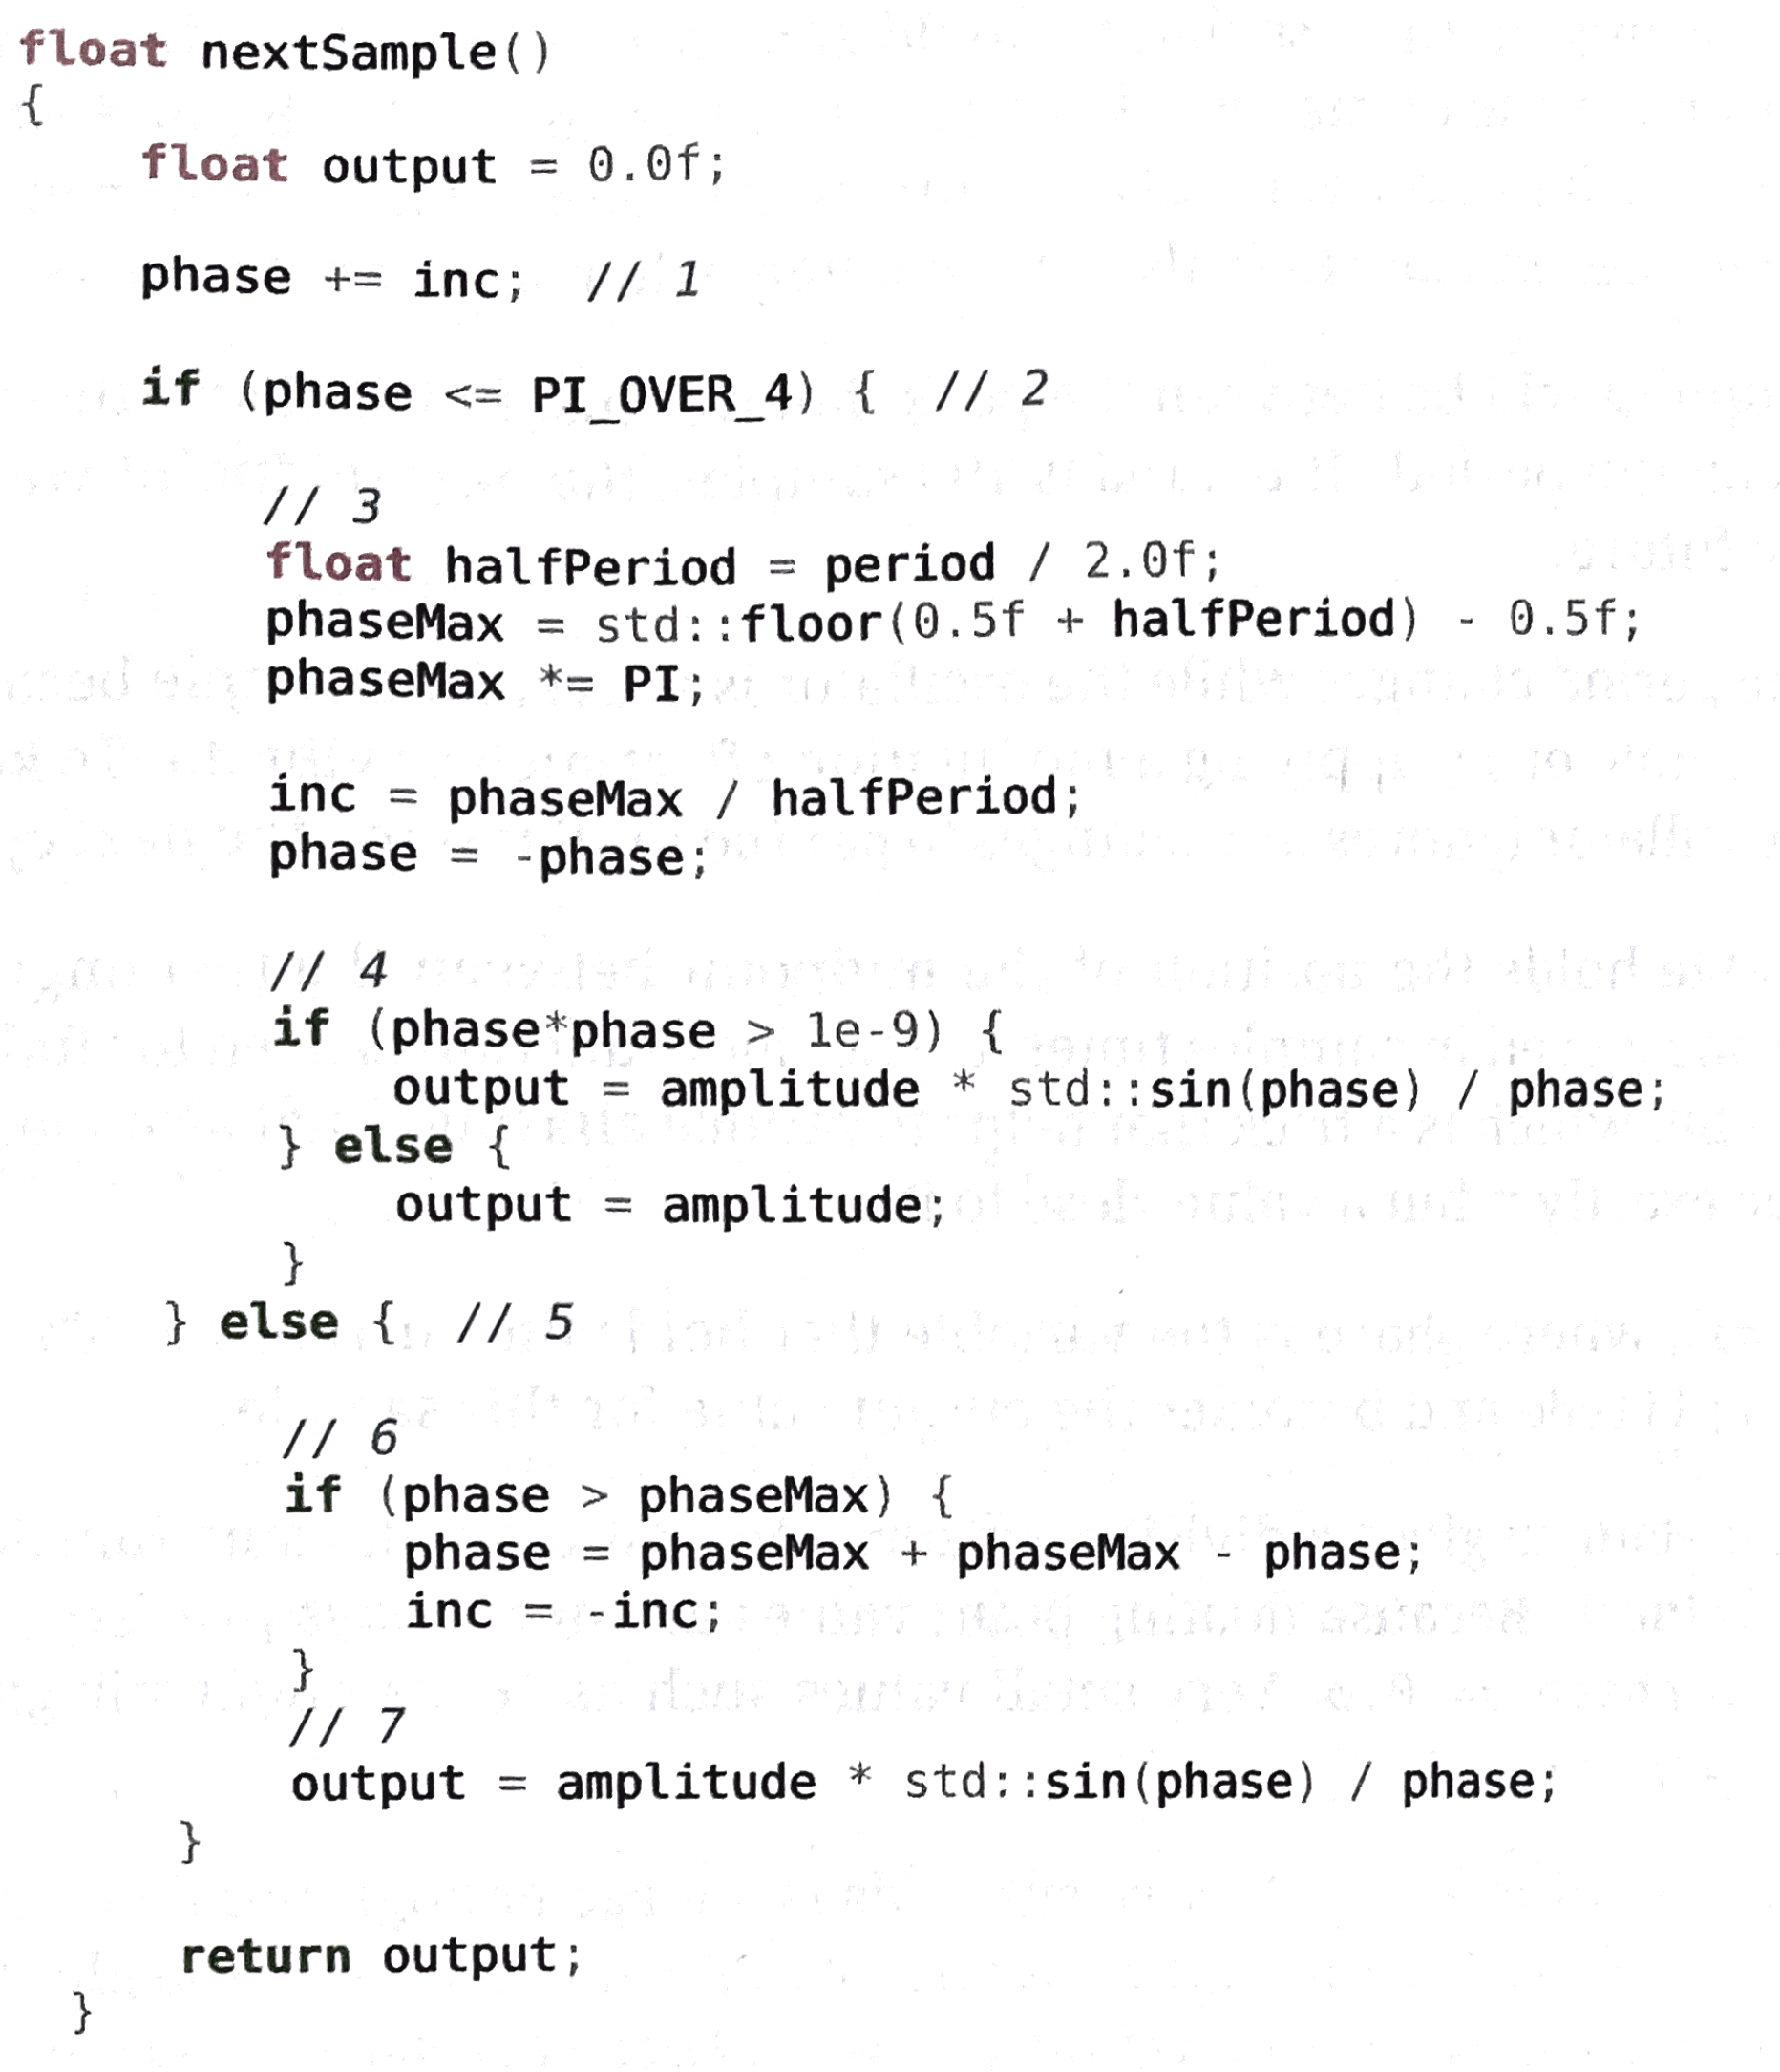 float nextSample()
{
    float output = 0.0f;

    phase += inc;  // 1

    if (phase <= PI_OVER_4) {  // 2

        // 3
        float halfPeriod = period / 2.0f;
        phaseMax = std::floor(0.5f + halfPeriod) - 0.5f;
        phaseMax *= PI;

        inc = phaseMax / halfPeriod;
        phase = -phase;

        // 4
        if (phase*phase > 1e-9) {
            output = amplitude * std::sin(phase) / phase;
        } else {
            output = amplitude;
        }
    } else {  // 5

        // 6
        if (phase > phaseMax) {
            phase = phaseMax + phaseMax - phase;
            inc = -inc;
        }
        // 7
        output = amplitude * std::sin(phase) / phase;
    }

    return output;
}